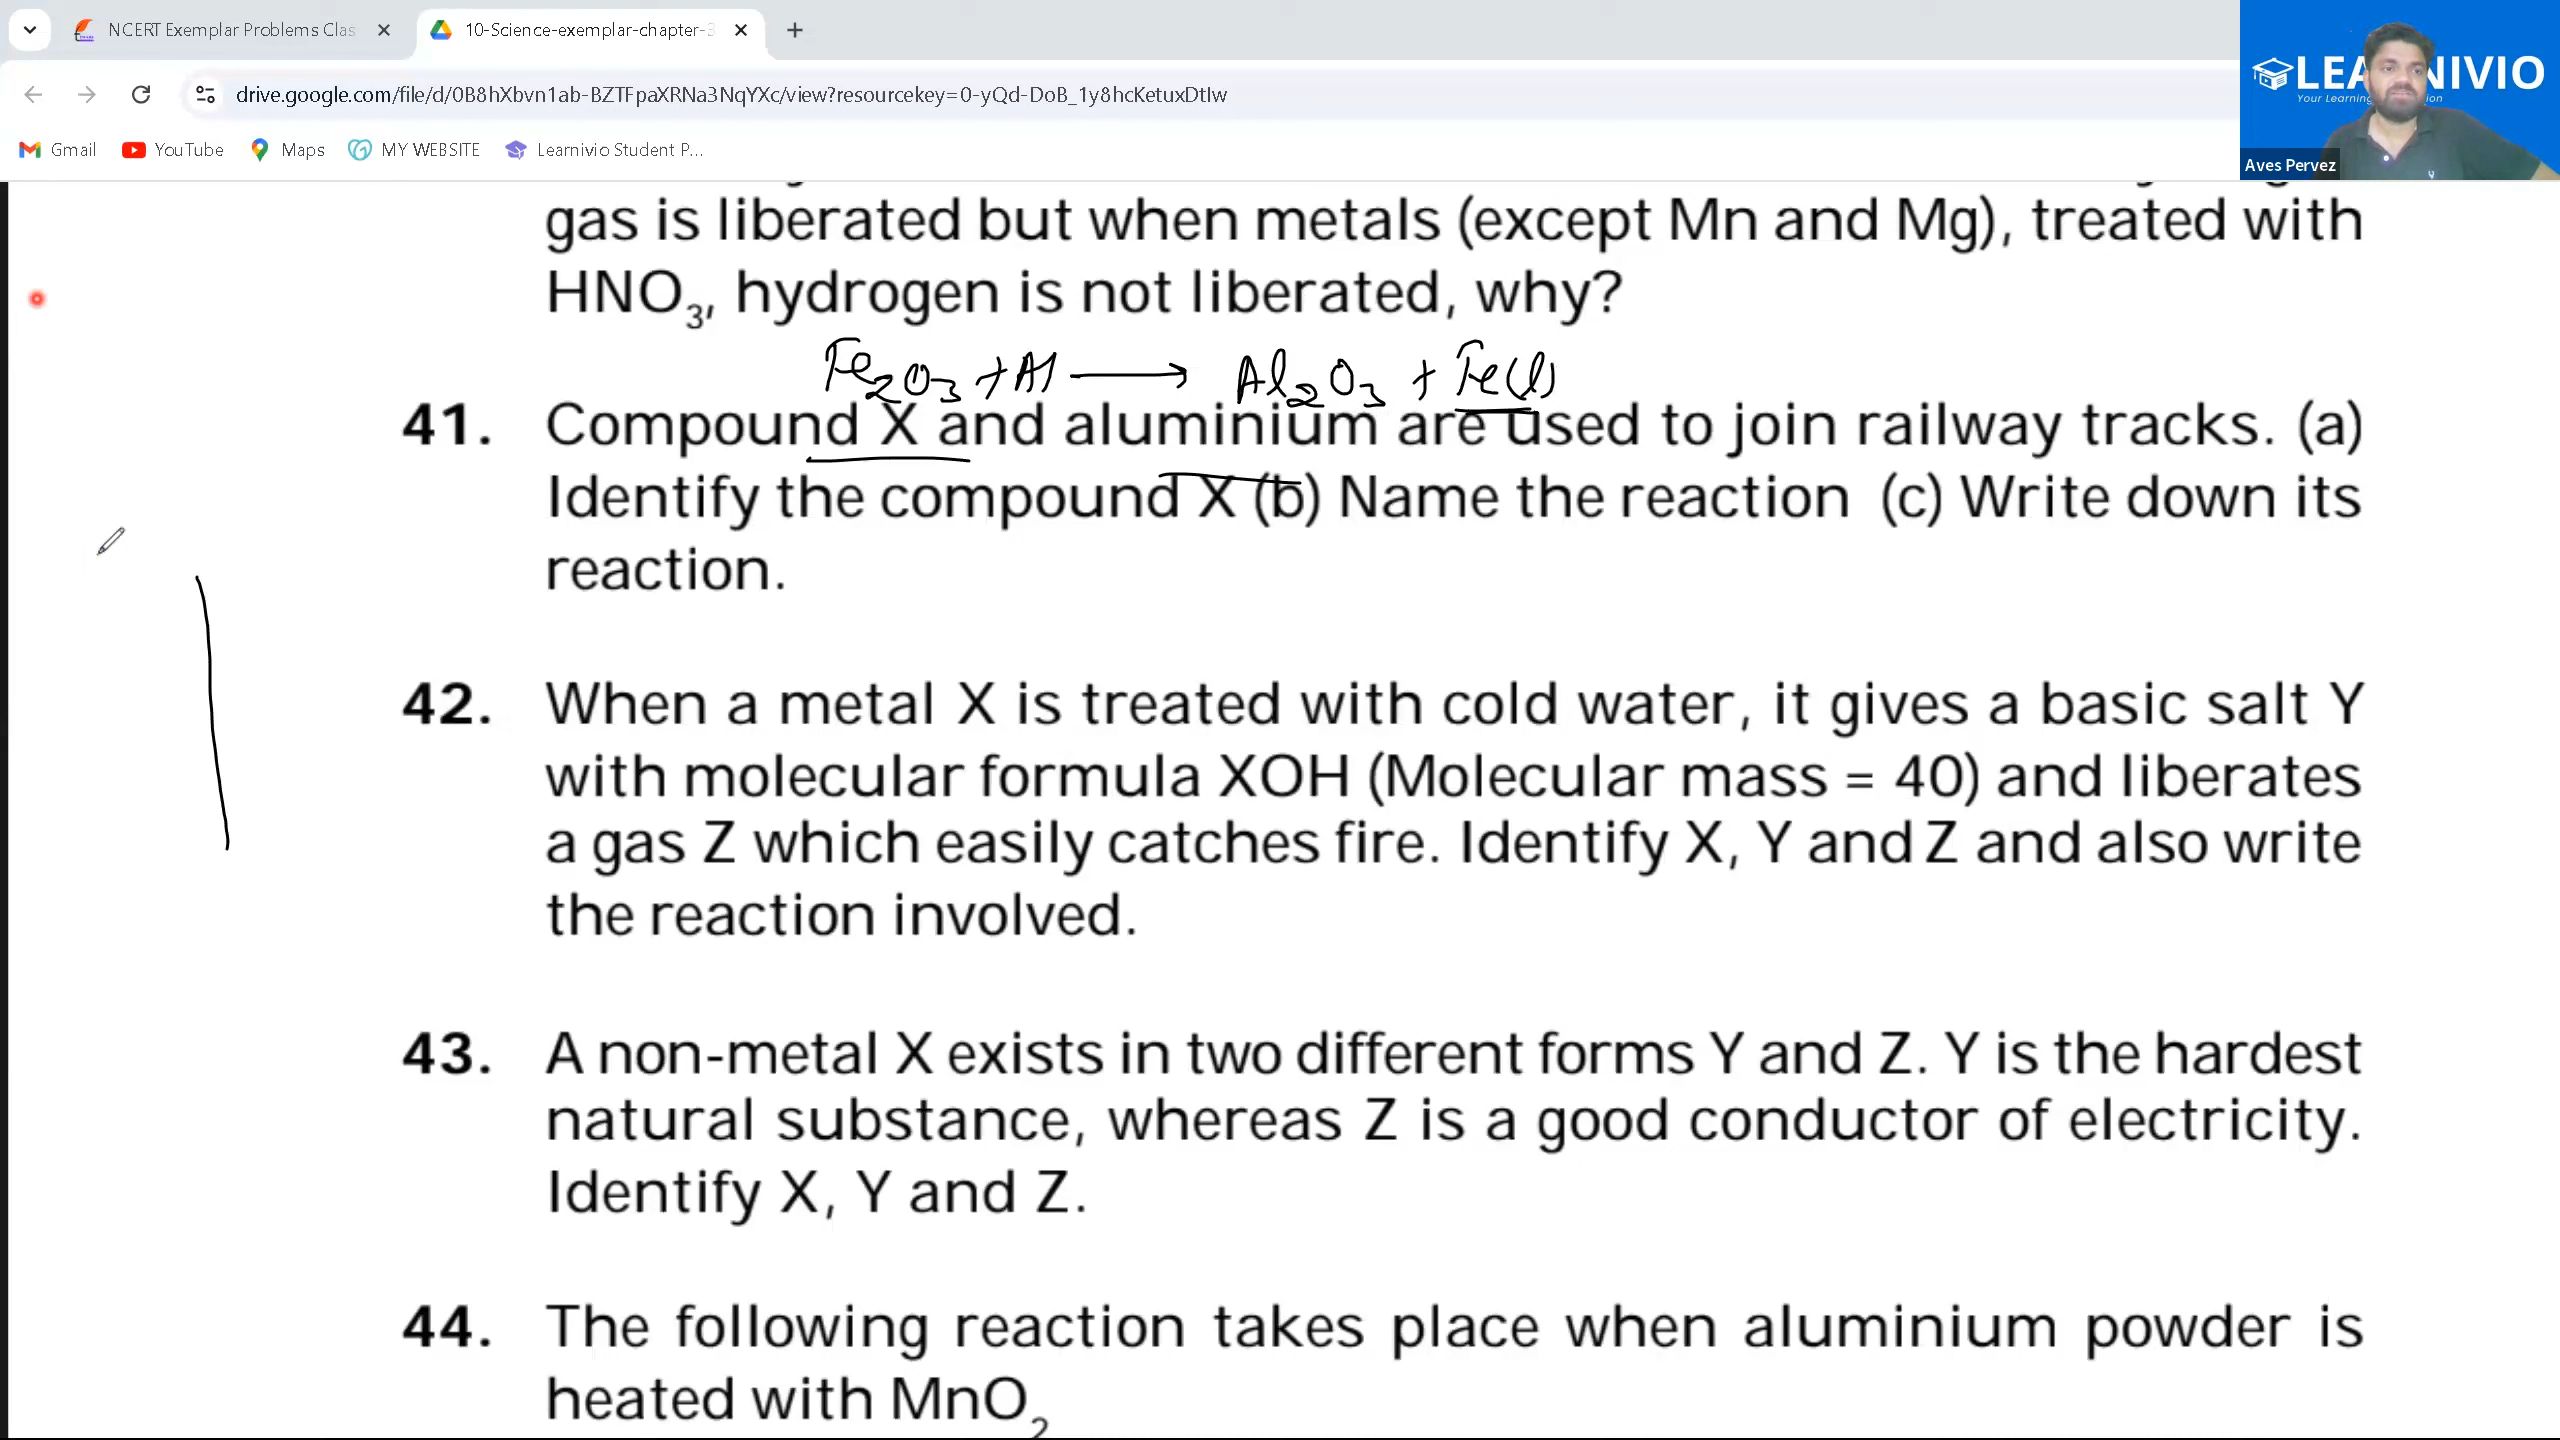 NCERT Exemplar Problems Clas
10-Science-exemplar-chapter-3
drive.google.com/file/d/0B8hXbvn1ab-BZTFpaXRNa3NqYXc/view?resourcekey=0-yQd-DoB_1y8hcKetuxDtIw
Gmail YouTube Maps MY WEBSITE Learnivio Student P...
LEA NIVIO
Your Learning
Aves Pervez
gas is liberated but when metals (except Mn and Mg), treated with
HNO₃, hydrogen is not liberated, why?
Fe₂O₃ + Al ⟶ Al₂O₃ + Fe(l)
41. Compound X and aluminium are used to join railway tracks. (a)
Identify the compound X (b) Name the reaction (c) Write down its
reaction.
42. When a metal X is treated with cold water, it gives a basic salt Y
with molecular formula XOH (Molecular mass = 40) and liberates
a gas Z which easily catches fire. Identify X, Y and Z and also write
the reaction involved.
43. A non-metal X exists in two different forms Y and Z. Y is the hardest
natural substance, whereas Z is a good conductor of electricity.
Identify X, Y and Z.
44. The following reaction takes place when aluminium powder is
heated with MnO₂